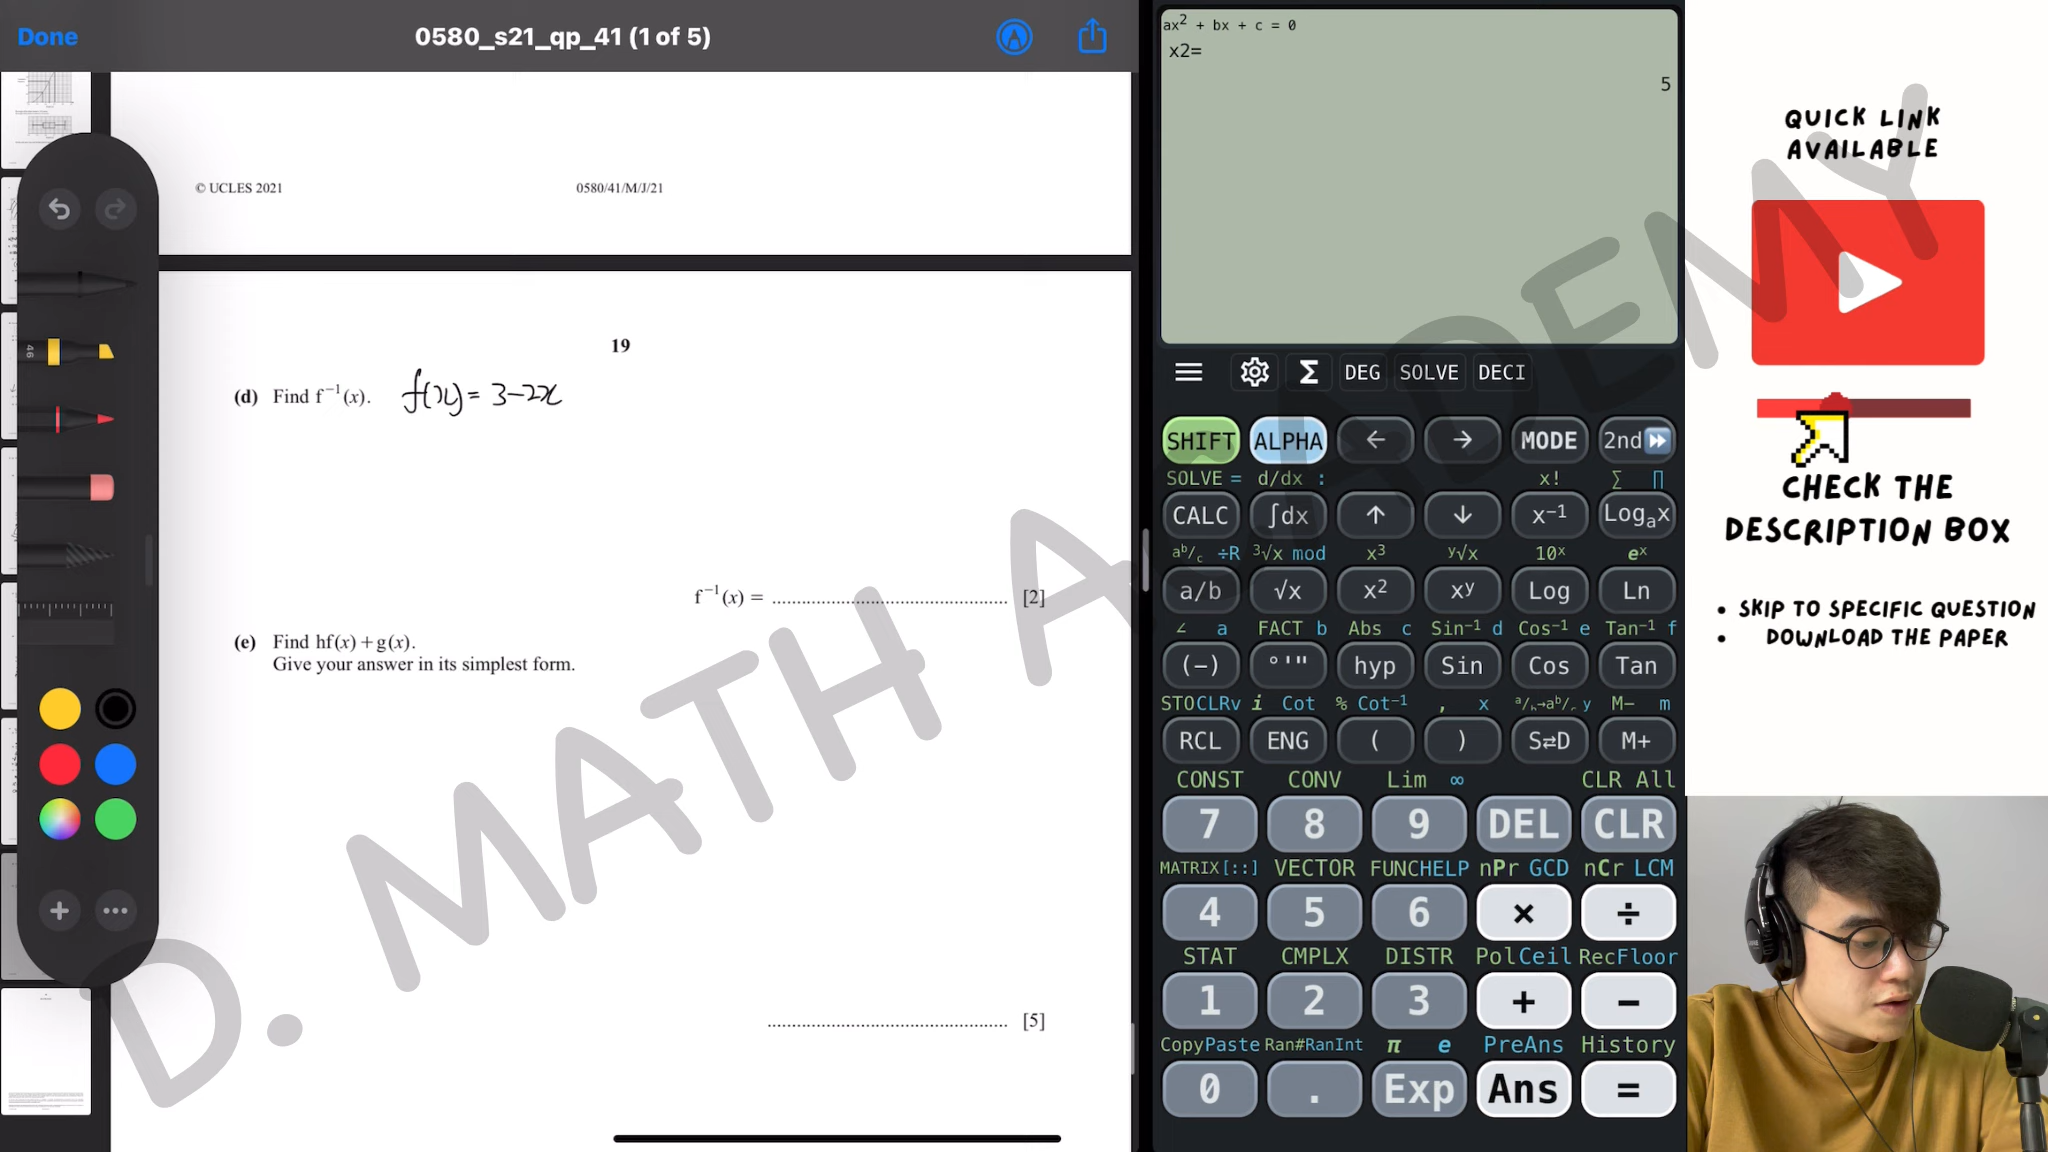 Done
0580_s21_qp_41 (1 of 5)
© UCLES 2021 0580/41/M/J/21
19
(d) Find f⁻¹(x). f(x) = 3−2x
f⁻¹(x) = .................................................. [2]
(e) Find hf(x) + g(x).
Give your answer in its simplest form.
.................................................. [5]
D. MATH ACADEMY
46
ax² + bx + c = 0
x2=
5
DEG SOLVE DECI
SHIFT ALPHA ← → MODE 2nd
SOLVE = d/dx : x! ∑ ∏
CALC ∫dx ↑ ↓ x⁻¹ Logₐx
aᵇ/c ÷R ³√x mod x³ ʸ√x 10ˣ eˣ
a/b √x x² xʸ Log Ln
∠ a FACT b Abs c Sin⁻¹ d Cos⁻¹ e Tan⁻¹ f
(−) °'" hyp Sin Cos Tan
STO CLRv i Cot % Cot⁻¹ , x y M− m
RCL ENG ( ) S⇄D M+
CONST CONV Lim ∞ CLR All
7 8 9 DEL CLR
MATRIX [::] VECTOR FUNC HELP nPr GCD nCr LCM
4 5 6 × ÷
STAT CMPLX DISTR Pol Ceil Rec Floor
1 2 3 + −
Copy Paste Ran# RanInt π e PreAns History
0 . Exp Ans =
QUICK LINK
AVAILABLE
CHECK THE
DESCRIPTION BOX
• SKIP TO SPECIFIC QUESTION
• DOWNLOAD THE PAPER